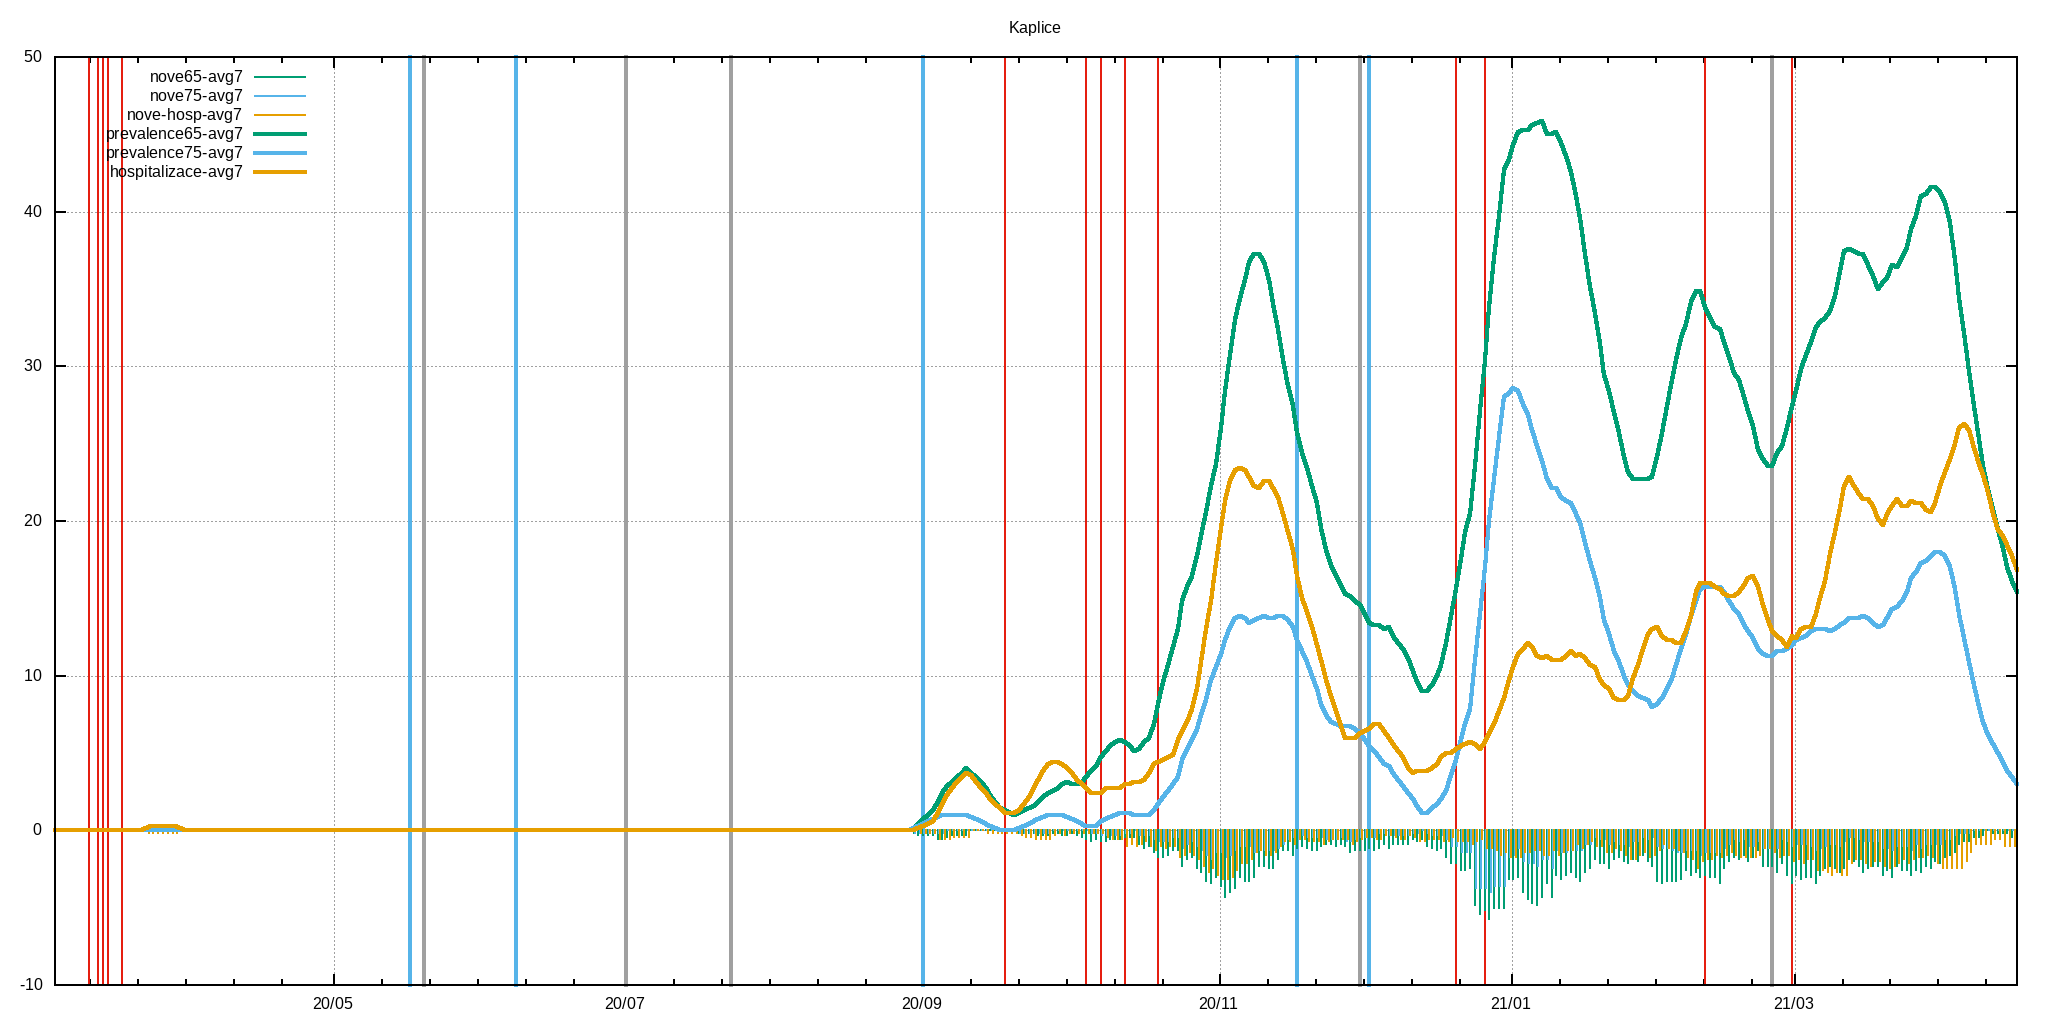 Kaplice
50
nove65-avg7
nove75-avg7
nove-hosp-avg7
prevalence65-avg7
prevalence75-avg7
hospitalizace-avg7
40
30
20
10
0
-10
20/05
20/07
20/09
20/11
21/01
21/03